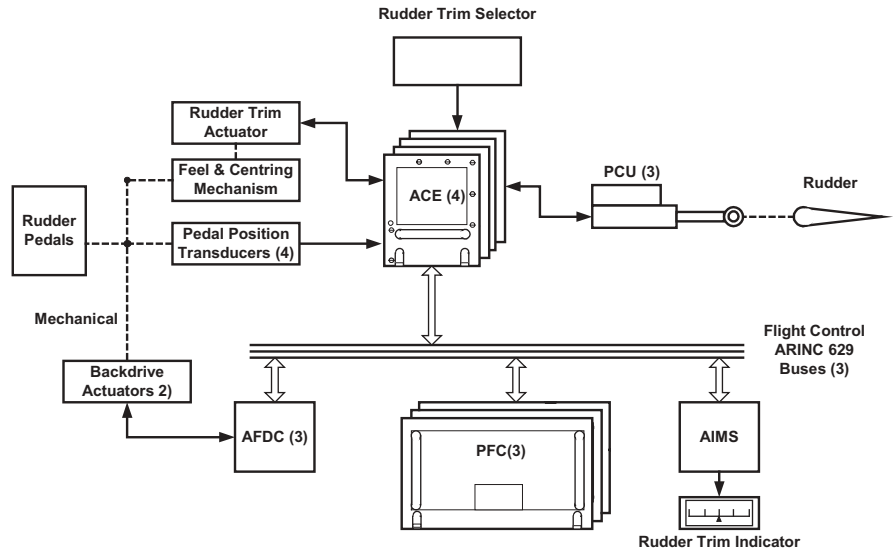 Rudder Trim Selector
Rudder Trim
Actuator
Feel & Centring
Mechanism
ACE (4)
PCU (3)
Rudder
Rudder
Pedals
Pedal Position
Transducers (4)
Mechanical
Flight Control
ARINC 629
Buses (3)
Backdrive
Actuators 2)
AFDC (3)
PFC(3)
AIMS
Rudder Trim Indicator